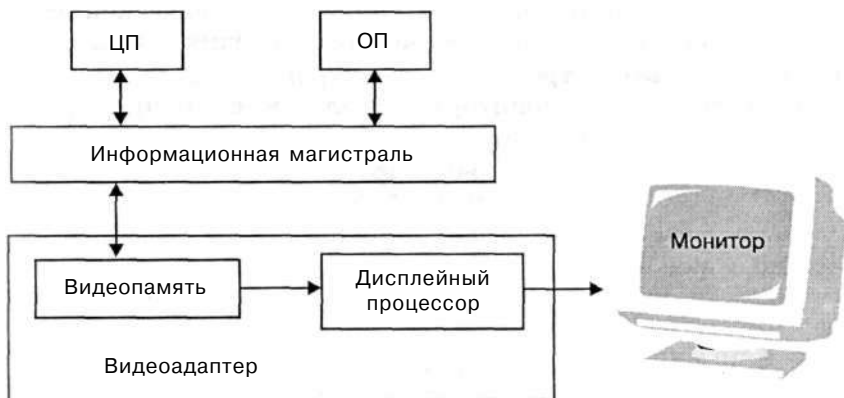 ЦП
ОП
Информационная магистраль
Видеопамять
Дисплейный
процессор
Монитор
Видеоадаптер